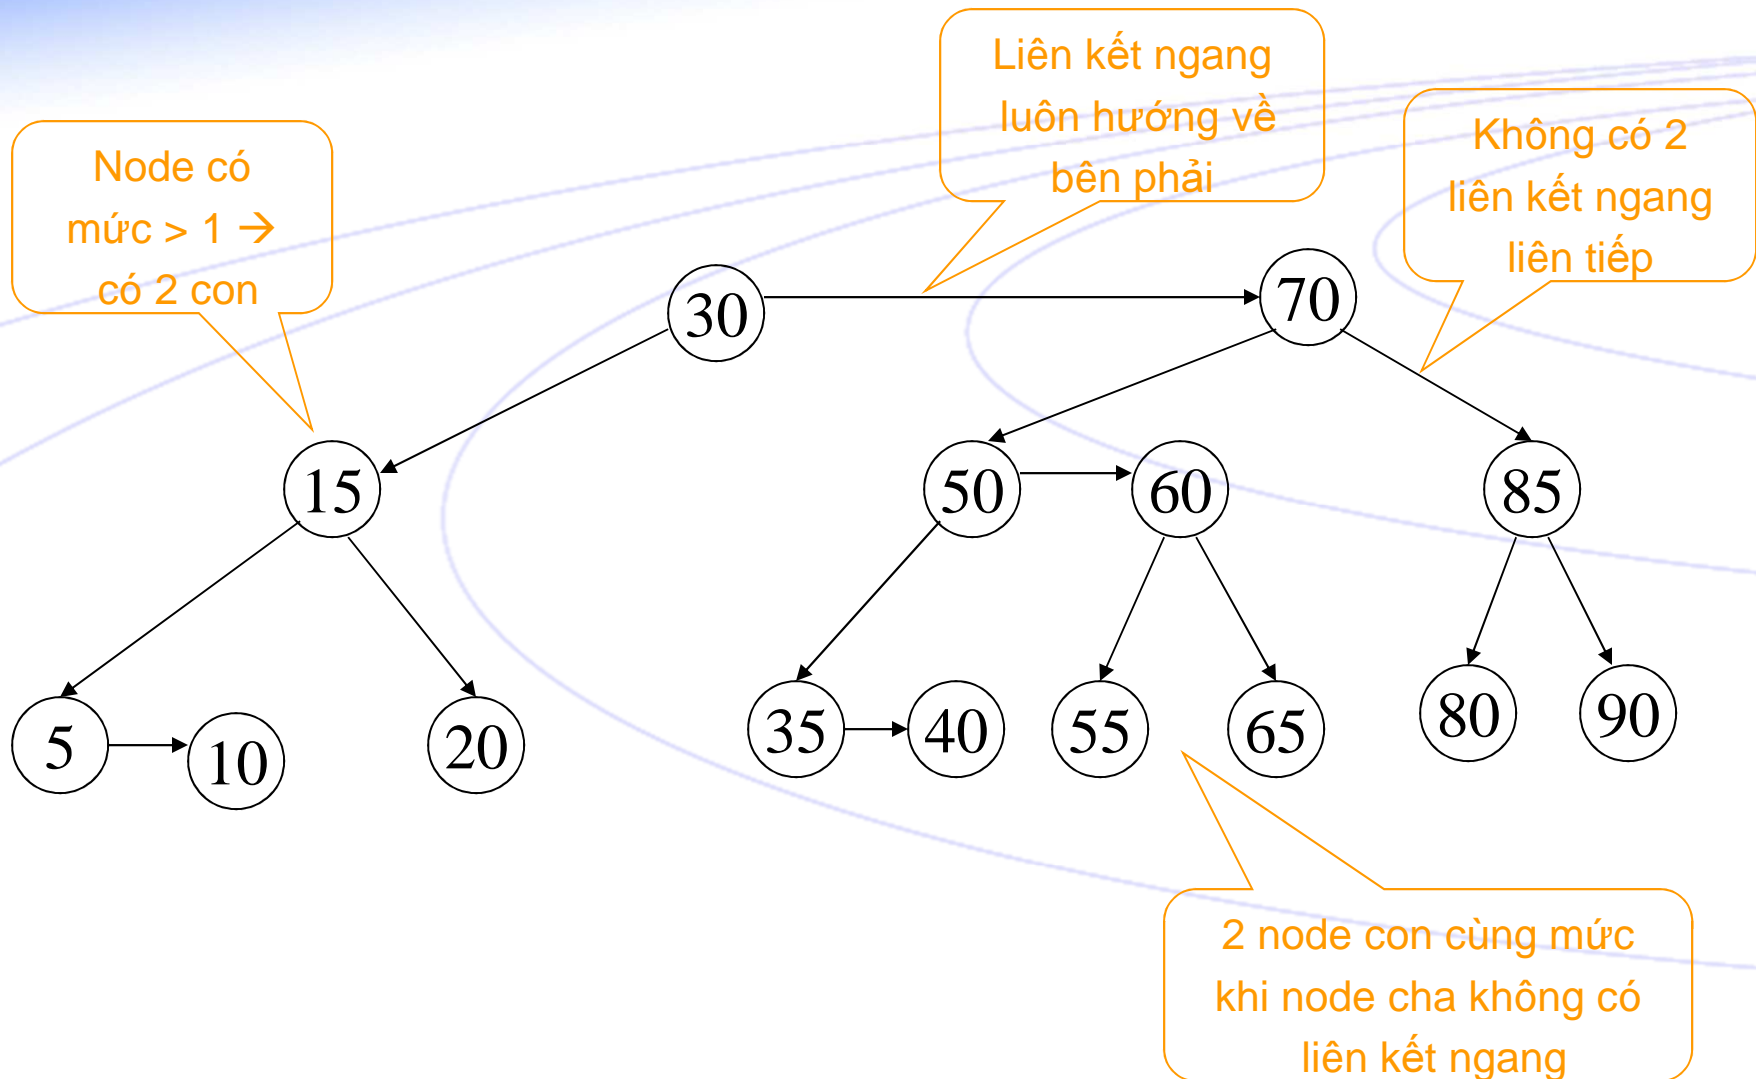 Liên kết ngang
luôn hướng về
bên phải
Không có 2
liên kết ngang
liên tiếp
Node có
mức > 1 →
có 2 con
30
70
15
50
60
85
5
10
20
35
40
55
65
80
90
2 node con cùng mức
khi node cha không có
liên kết ngang